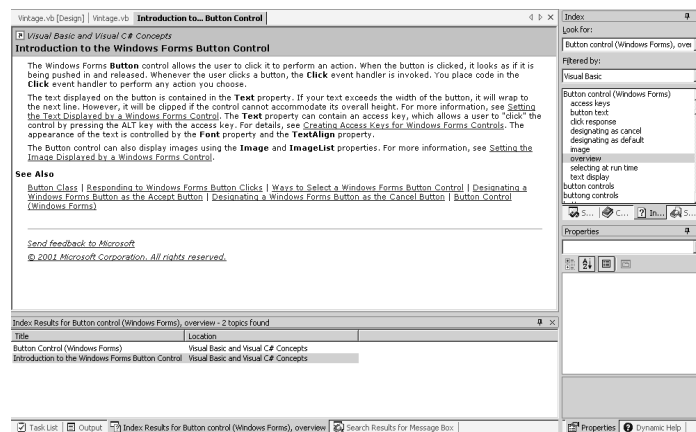 Vintage.vb [Design] | Vintage.vb Introduction to... Button Control
Visual Basic and Visual C# Concepts
Introduction to the Windows Forms Button Control
The Windows Forms Button control allows the user to click it to perform an action. When the button is clicked, it looks as if it is
being pushed in and released. Whenever the user clicks a button, the Click event handler is invoked. You place code in the
Click event handler to perform any action you choose.
The text displayed on the button is contained in the Text property. If your text exceeds the width of the button, it will wrap to
the next line. However, it will be clipped if the control cannot accommodate its overall height. For more information, see Setting
the Text Displayed by a Windows Forms Control. The Text property can contain an access key, which allows a user to "click" the
control by pressing the ALT key with the access key. For details, see Creating Access Keys for Windows Forms Controls. The
appearance of the text is controlled by the Font property and the TextAlign property.
The Button control can also display images using the Image and ImageList properties. For more information, see Setting the
Image Displayed by a Windows Forms Control.
See Also
Button Class | Responding to Windows Forms Button Clicks | Ways to Select a Windows Forms Button Control | Designating a
Windows Forms Button as the Accept Button | Designating a Windows Forms Button as the Cancel Button | Button Control
(Windows Forms)
Send feedback to Microsoft
© 2001 Microsoft Corporation. All rights reserved.
Index Results for Button control (Windows Forms), overview - 2 topics found
Title Location
Button Control (Windows Forms) Visual Basic and Visual C# Concepts
Introduction to the Windows Forms Button Control Visual Basic and Visual C# Concepts
Task List | Output Index Results for Button control (Windows Forms), overview Search Results for Message Box
Index
Look for:
Button control (Windows Forms), over
Filtered by:
Visual Basic
Button control (Windows Forms)
access keys
button text
click response
designating as cancel
designating as default
image
overview
selecting at run time
text display
button controls
buttong controls
S... C... In... S...
Properties
Properties Dynamic Help